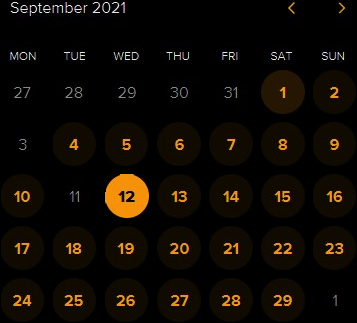 September 2021 < >
MON TUE WED THU FRI SAT SUN
27 28 29 30 31 1 2
3 4 5 6 7 8 9
10 11 12 13 14 15 16
17 18 19 20 21 22 23
24 25 26 27 28 29 1